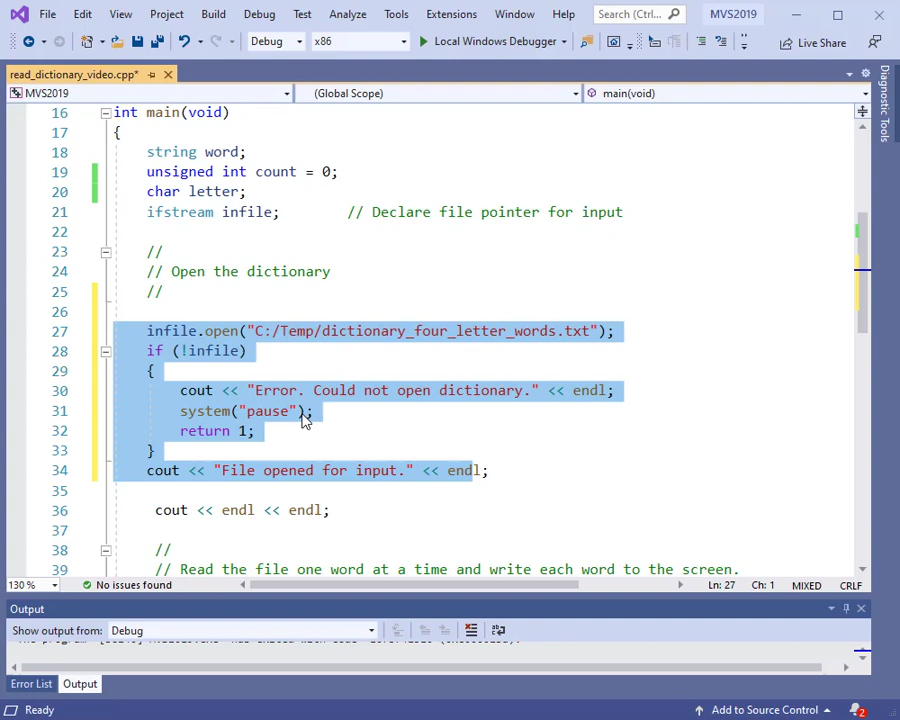 File Edit View Project Build Debug Test Analyze Tools Extensions Window Help Search (Ctrl... MVS2019
Debug x86 Local Windows Debugger Live Share
read_dictionary_video.cpp*
MVS2019 (Global Scope) main(void)
Diagnostic Tools
16 int main(void)
17 {
18 string word;
19 unsigned int count = 0;
20 char letter;
21 ifstream infile; // Declare file pointer for input
22
23 //
24 // Open the dictionary
25 //
26
27 infile.open("C:/Temp/dictionary_four_letter_words.txt");
28 if (!infile)
29 {
30 cout << "Error. Could not open dictionary." << endl;
31 system("pause");
32 return 1;
33 }
34 cout << "File opened for input." << endl;
35
36 cout << endl << endl;
37
38 //
39 // Read the file one word at a time and write each word to the screen.
130 % No issues found Ln: 27 Ch: 1 MIXED CRLF
Output
Show output from: Debug
Error List Output
Ready Add to Source Control 2